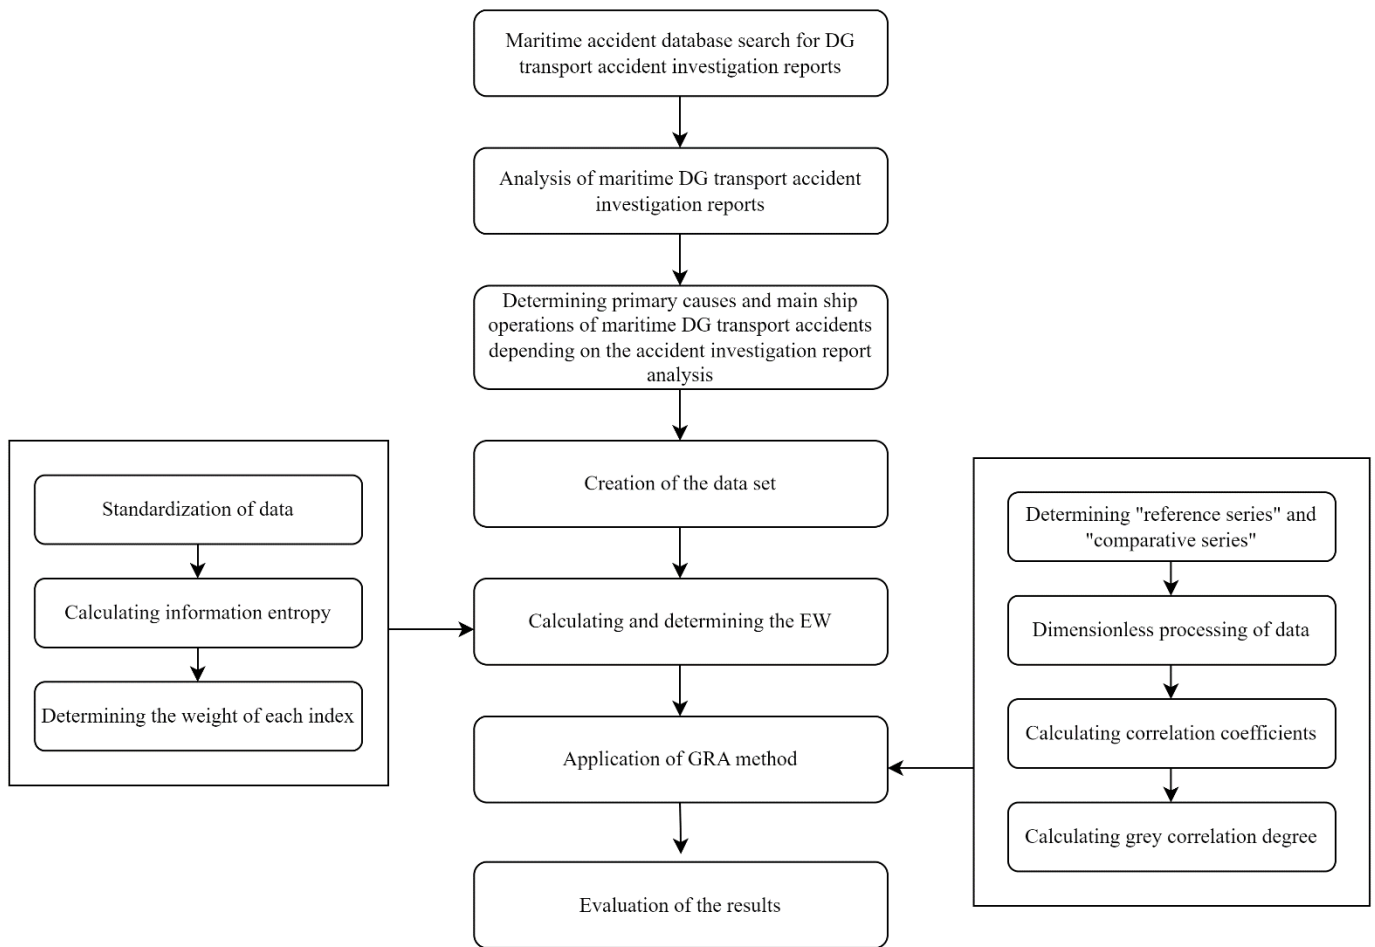 Maritime accident database search for DG
transport accident investigation reports
Analysis of maritime DG transport accident
investigation reports
Determining primary causes and main ship
operations of maritime DG transport accidents
depending on the accident investigation report
analysis
Creation of the data set
Standardization of data
Calculating information entropy
Determining the weight of each index
Calculating and determining the EW
Determining "reference series" and
"comparative series"
Dimensionless processing of data
Calculating correlation coefficients
Calculating grey correlation degree
Application of GRA method
Evaluation of the results